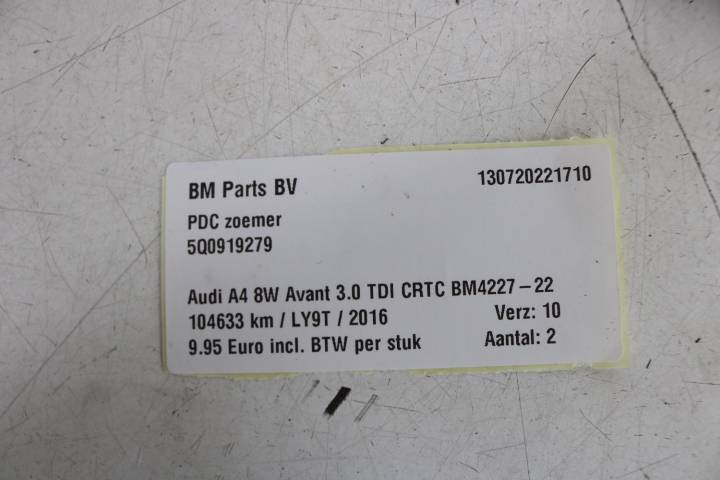 BM Parts BV 130720221710
PDC zoemer
5Q0919279
Audi A4 8W Avant 3.0 TDI CRTC BM4227-22
104633 km / LY9T / 2016 Verz: 10
9.95 Euro incl. BTW per stuk Aantal: 2